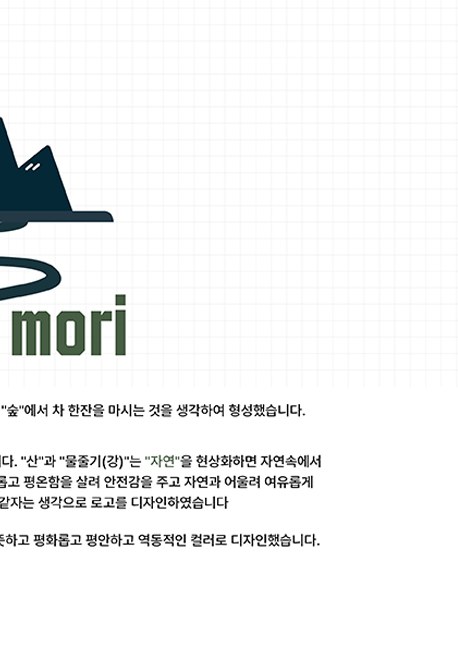 mori
"숲"에서 차 한잔을 마시는 것을 생각하여 형성했습니다.
다. "산"과 "물줄기(강)"는 "자연"을 현상화하면 자연속에서
롭고 평온함을 살려 안전감을 주고 자연과 어울려 여유롭게
같자는 생각으로 로고를 디자인하였습니다
뜻하고 평화롭고 평안하고 역동적인 컬러로 디자인했습니다.